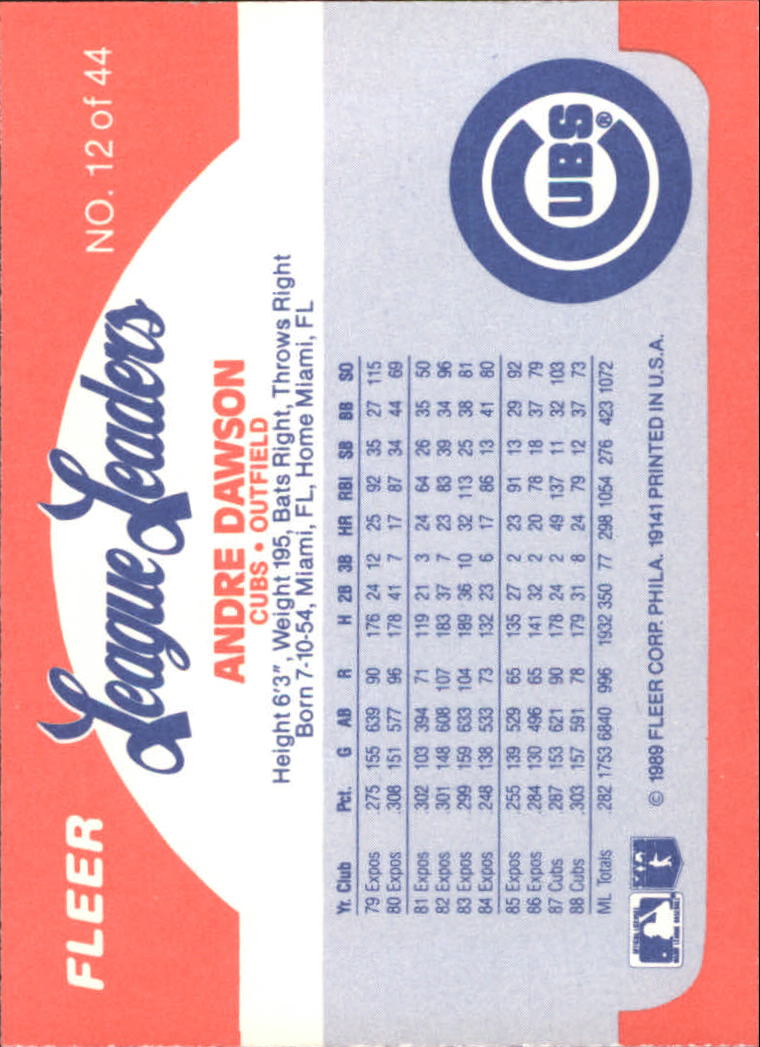 FLEER
NO. 12 of 44
League Leaders
ANDRE DAWSON
CUBS • OUTFIELD
Height 6'3", Weight 195, Bats Right, Throws Right
Born 7-10-54, Miami, FL, Home Miami, FL
CUBS®
Yr. Club Pct. G AB R H 2B 3B HR RBI SB BB SO
79 Expos .275 155 639 90 176 24 12 25 92 35 27 115
80 Expos .308 151 577 96 178 41 7 17 87 34 44 69
81 Expos .302 103 394 71 119 21 3 24 64 26 35 50
82 Expos .301 148 608 107 183 37 7 23 83 39 34 96
83 Expos .299 159 633 104 189 36 10 32 113 25 38 81
84 Expos .248 138 533 73 132 23 6 17 86 13 41 80
85 Expos .255 139 529 65 135 27 2 23 91 13 29 92
86 Expos .284 130 496 65 141 32 2 20 78 18 37 79
87 Cubs .287 153 621 90 178 24 2 49 137 11 32 103
88 Cubs .303 157 591 78 179 31 8 24 79 12 37 73
ML Totals .282 1753 6840 996 1932 350 77 298 1054 276 423 1072
© 1989 FLEER CORP. PHILA. 19141 PRINTED IN U.S.A.